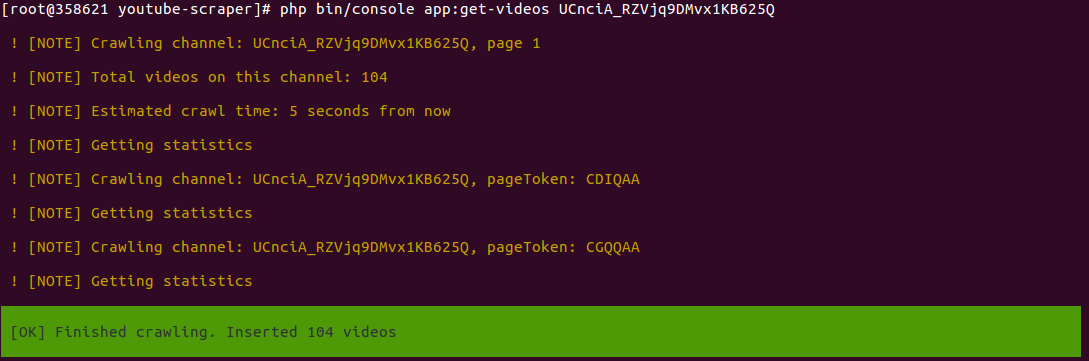 [root@358621 youtube-scraper]# php bin/console app:get-videos UCnciA_RZVjq9DMvx1KB625Q
! [NOTE] Crawling channel: UCnciA_RZVjq9DMvx1KB625Q, page 1
! [NOTE] Total videos on this channel: 104
! [NOTE] Estimated crawl time: 5 seconds from now
! [NOTE] Getting statistics
! [NOTE] Crawling channel: UCnciA_RZVjq9DMvx1KB625Q, pageToken: CDIQAA
! [NOTE] Getting statistics
! [NOTE] Crawling channel: UCnciA_RZVjq9DMvx1KB625Q, pageToken: CGQQAA
! [NOTE] Getting statistics
[OK] Finished crawling. Inserted 104 videos